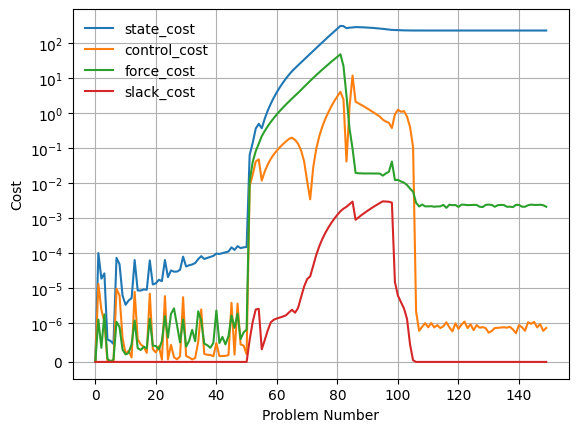 state_cost
control_cost
force_cost
slack_cost
Cost
10²
10¹
10⁰
10⁻¹
10⁻²
10⁻³
10⁻⁴
10⁻⁵
10⁻⁶
0
0 20 40 60 80 100 120 140
Problem Number